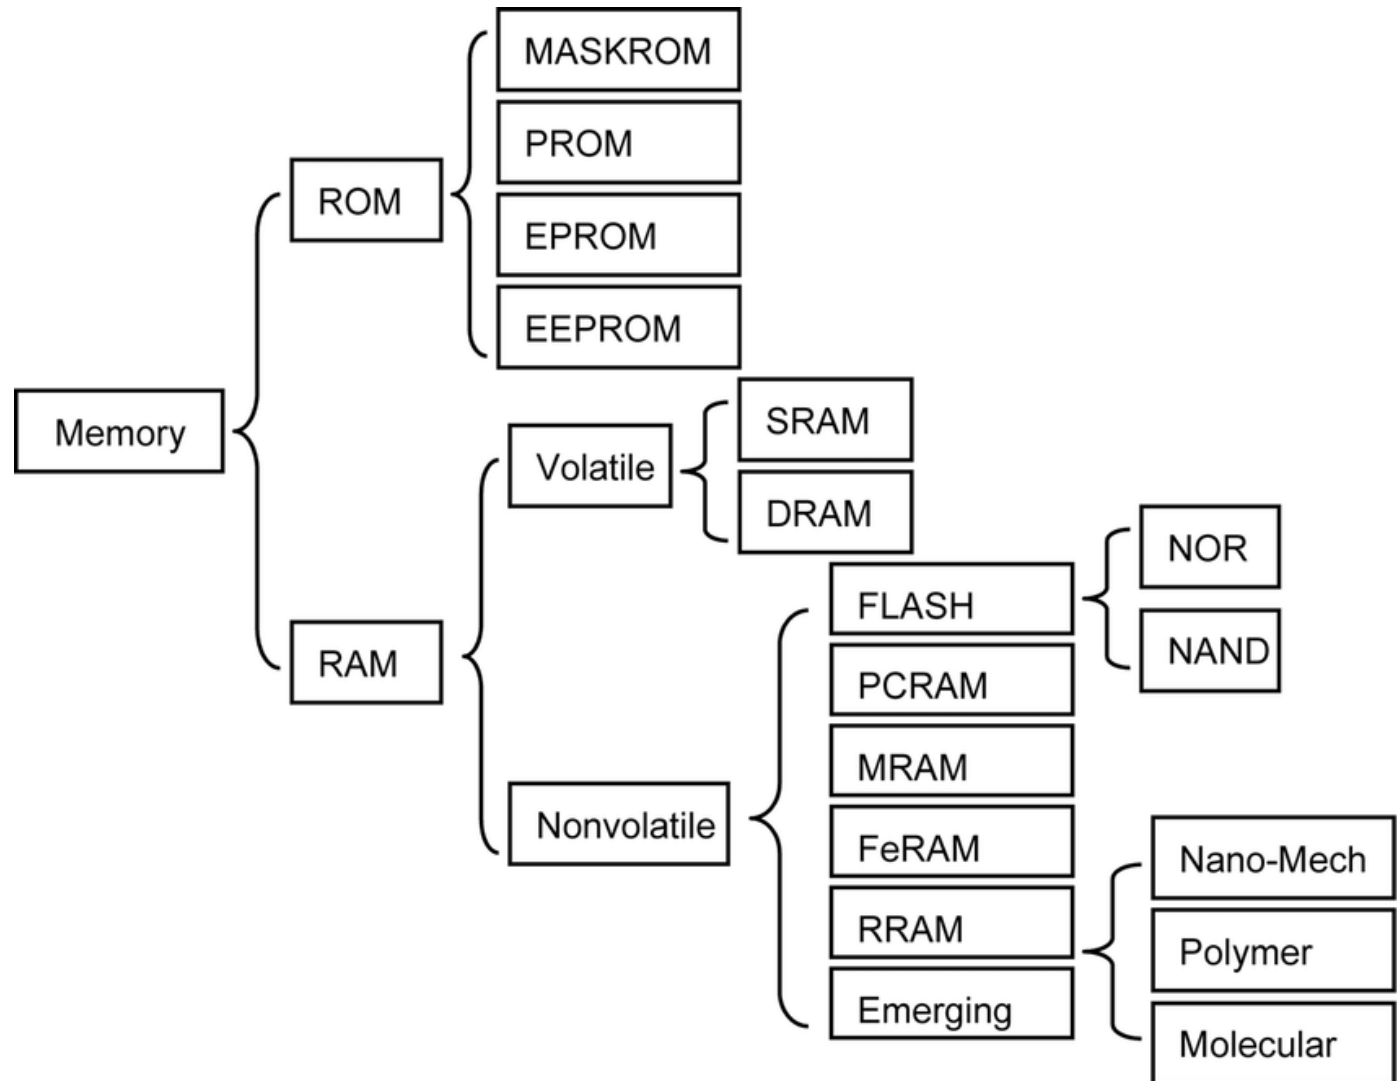 MASKROM
PROM
ROM
EPROM
EEPROM
Memory
SRAM
Volatile
DRAM
NOR
FLASH
NAND
RAM
PCRAM
MRAM
Nonvolatile
FeRAM
Nano-Mech
RRAM
Polymer
Emerging
Molecular